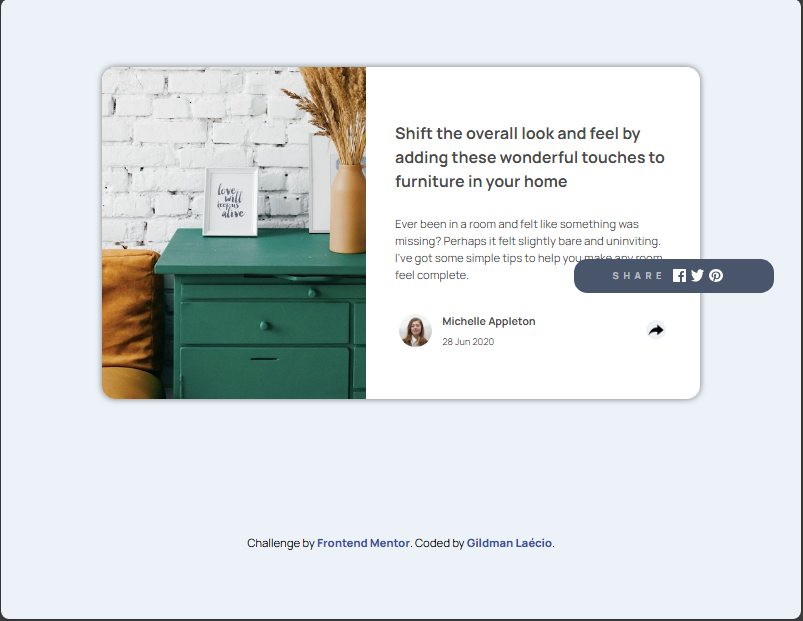 love
will
keep us
alive
Shift the overall look and feel by
adding these wonderful touches to
furniture in your home
Ever been in a room and felt like something was
missing? Perhaps it felt slightly bare and uninviting.
I've got some simple tips to help you make any room
feel complete.
SHARE
Michelle Appleton
28 Jun 2020
Challenge by Frontend Mentor. Coded by Gildman Laécio.